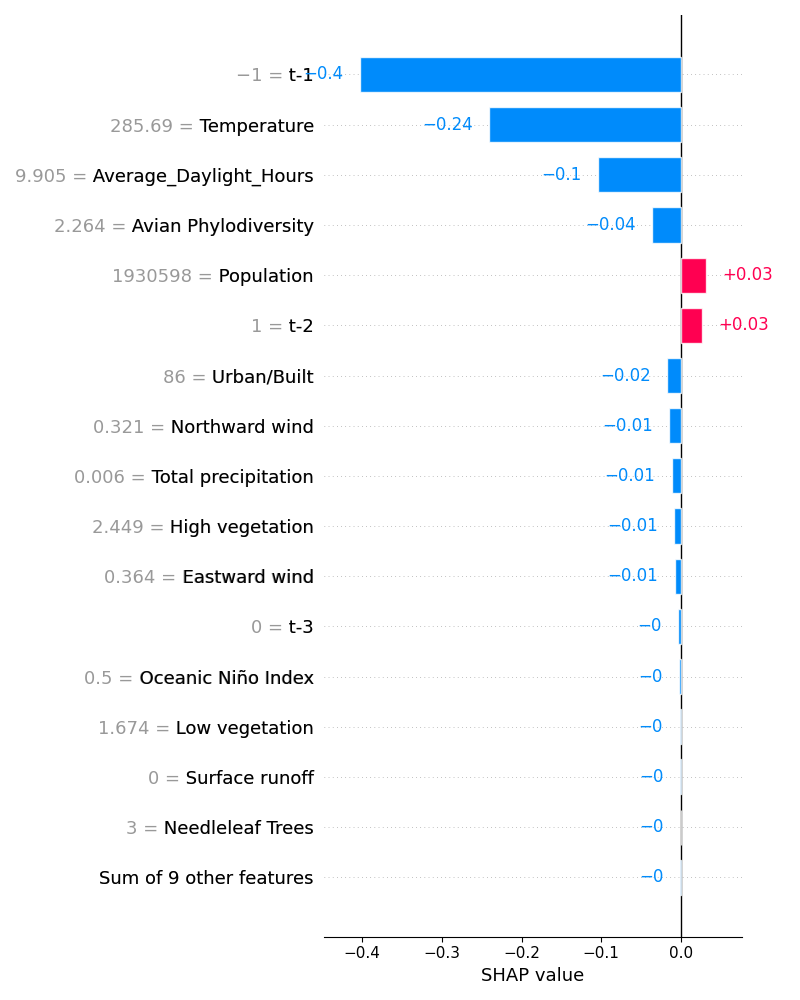 −1 = t-1 −0.4
285.69 = Temperature −0.24
9.905 = Average_Daylight_Hours −0.1
2.264 = Avian Phylodiversity −0.04
1930598 = Population +0.03
1 = t-2 +0.03
86 = Urban/Built −0.02
0.321 = Northward wind −0.01
0.006 = Total precipitation −0.01
2.449 = High vegetation −0.01
0.364 = Eastward wind −0.01
0 = t-3 −0
0.5 = Oceanic Niño Index −0
1.674 = Low vegetation −0
0 = Surface runoff −0
3 = Needleleaf Trees −0
Sum of 9 other features −0
−0.4 −0.3 −0.2 −0.1 0.0
SHAP value